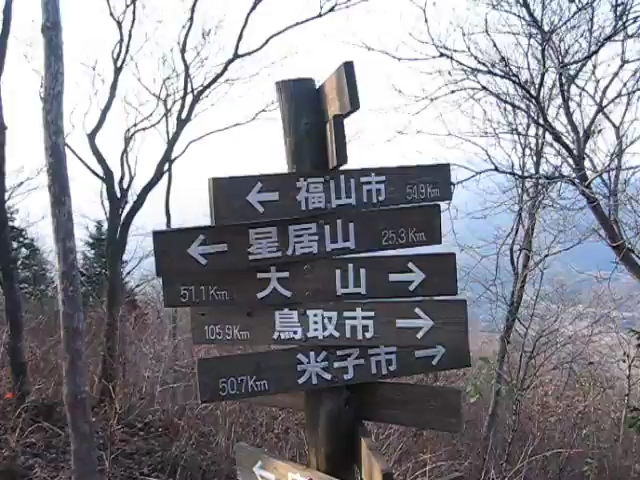 ← 福山市 54.9Km
← 星居山 25.3Km
51.1Km 大山 →
105.9Km 鳥取市 →
50.7Km 米子市 →
←